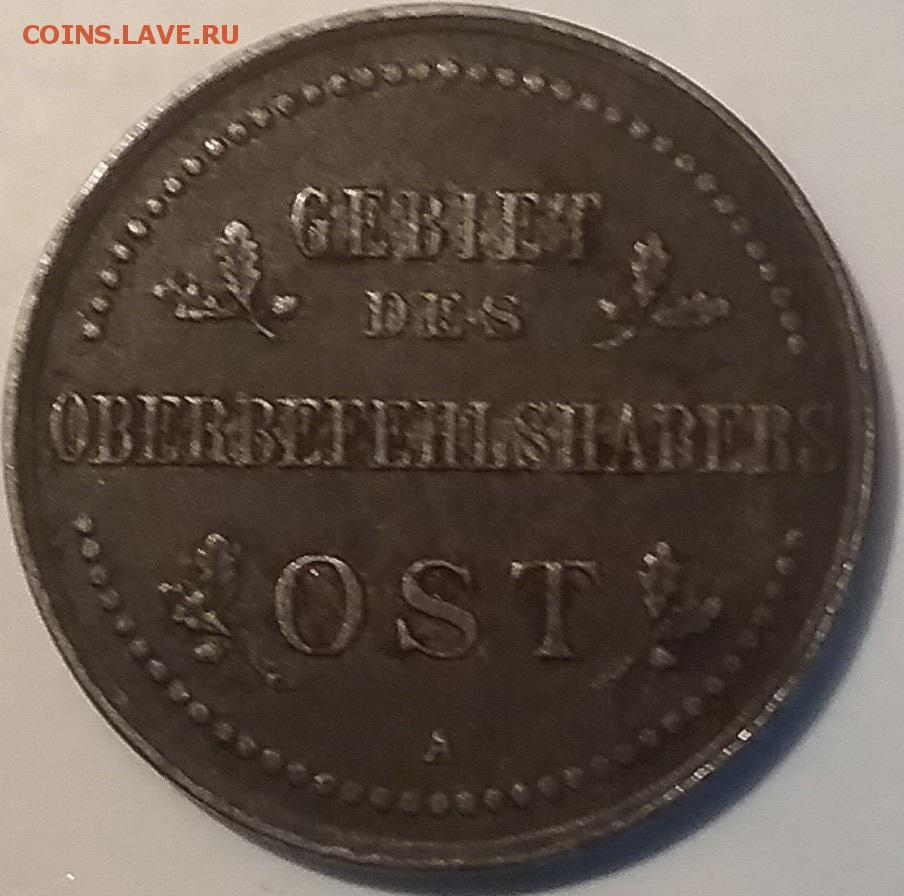 COINS.LAVE.RU
GEBIET
DES
OBERBEFEHLSHABERS
OST
A